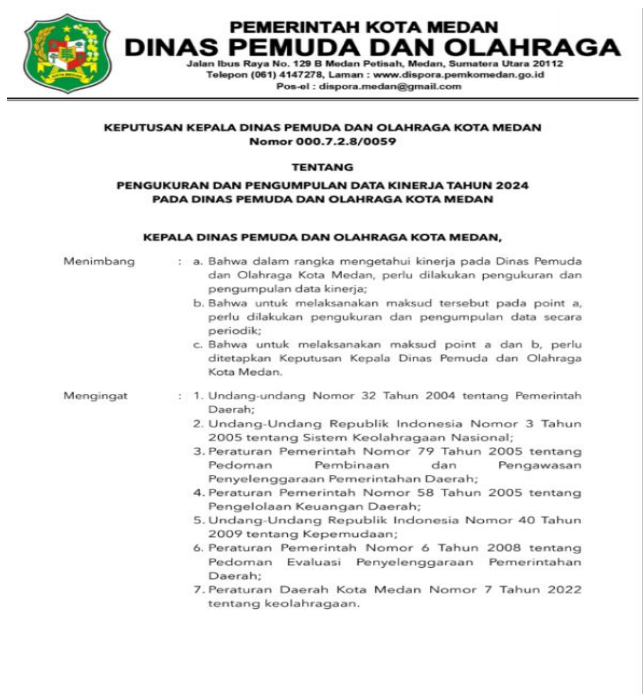 PEMERINTAH KOTA MEDAN
DINAS PEMUDA DAN OLAHRAGA
Jalan Ibus Raya No. 129 B Medan Petisah, Medan, Sumatera Utara 20112
Telepon (061) 4147278, Laman : www.dispora.pemkomedan.go.id
Pos-el : dispora.medan@gmail.com
KEPUTUSAN KEPALA DINAS PEMUDA DAN OLAHRAGA KOTA MEDAN
Nomor 000.7.2.8/0059
TENTANG
PENGUKURAN DAN PENGUMPULAN DATA KINERJA TAHUN 2024
PADA DINAS PEMUDA DAN OLAHRAGA KOTA MEDAN
KEPALA DINAS PEMUDA DAN OLAHRAGA KOTA MEDAN,
Menimbang : a. Bahwa dalam rangka mengetahui kinerja pada Dinas Pemuda
dan Olahraga Kota Medan, perlu dilakukan pengukuran dan
pengumpulan data kinerja;
b. Bahwa untuk melaksanakan maksud tersebut pada point a,
perlu dilakukan pengukuran dan pengumpulan data secara
periodik;
c. Bahwa untuk melaksanakan maksud point a dan b, perlu
ditetapkan Keputusan Kepala Dinas Pemuda dan Olahraga
Kota Medan.
Mengingat : 1. Undang-undang Nomor 32 Tahun 2004 tentang Pemerintah
Daerah;
2. Undang-Undang Republik Indonesia Nomor 3 Tahun
2005 tentang Sistem Keolahragaan Nasional;
3. Peraturan Pemerintah Nomor 79 Tahun 2005 tentang
Pedoman Pembinaan dan Pengawasan
Penyelenggaraan Pemerintahan Daerah;
4. Peraturan Pemerintah Nomor 58 Tahun 2005 tentang
Pengelolaan Keuangan Daerah;
5. Undang-Undang Republik Indonesia Nomor 40 Tahun
2009 tentang Kepemudaan;
6. Peraturan Pemerintah Nomor 6 Tahun 2008 tentang
Pedoman Evaluasi Penyelenggaraan Pemerintahan
Daerah;
7. Peraturan Daerah Kota Medan Nomor 7 Tahun 2022
tentang keolahragaan.